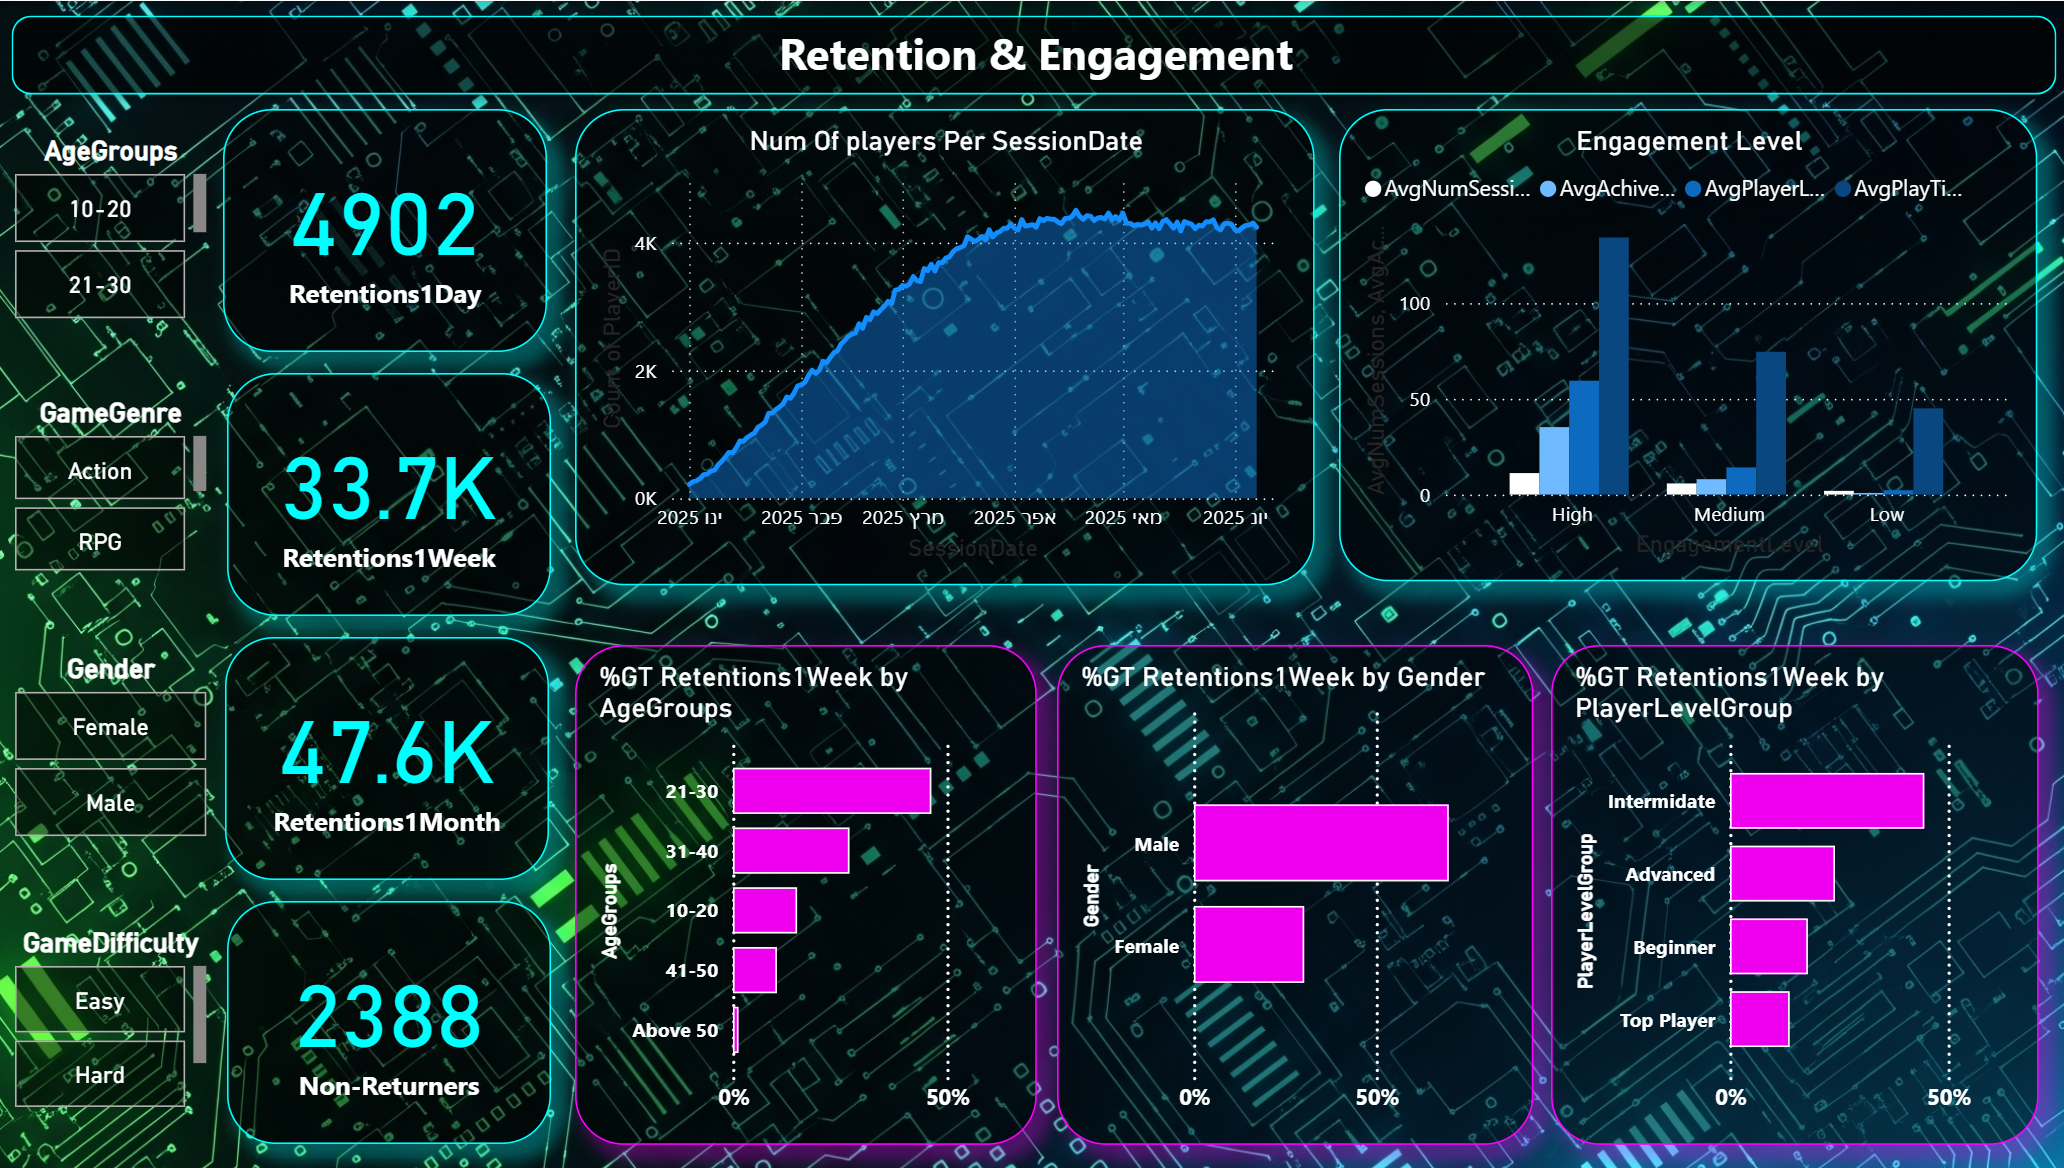 Retention & Engagement
AgeGroups
10-20
21-30
GameGenre
Action
RPG
Gender
Female
Male
GameDifficulty
Easy
Hard
4902
Retentions1Day
33.7K
Retentions1Week
47.6K
Retentions1Month
2388
Non-Returners
Num Of players Per SessionDate
Count of PlayerID
4K
2K
0K
ינו 2025
פבר 2025
מרץ 2025
אפר 2025
מאי 2025
יונ 2025
SessionDate
Engagement Level
AvgNumSessi... AvgAchive... AvgPlayerL... AvgPlayTi...
AvgNumSessions, AvgAc...
100
50
0
High
Medium
Low
EngagementLevel
%GT Retentions1Week by
AgeGroups
AgeGroups
21-30
31-40
10-20
41-50
Above 50
0%
50%
%GT Retentions1Week by Gender
Gender
Male
Female
0%
50%
%GT Retentions1Week by
PlayerLevelGroup
PlayerLevelGroup
Intermidate
Advanced
Beginner
Top Player
0%
50%